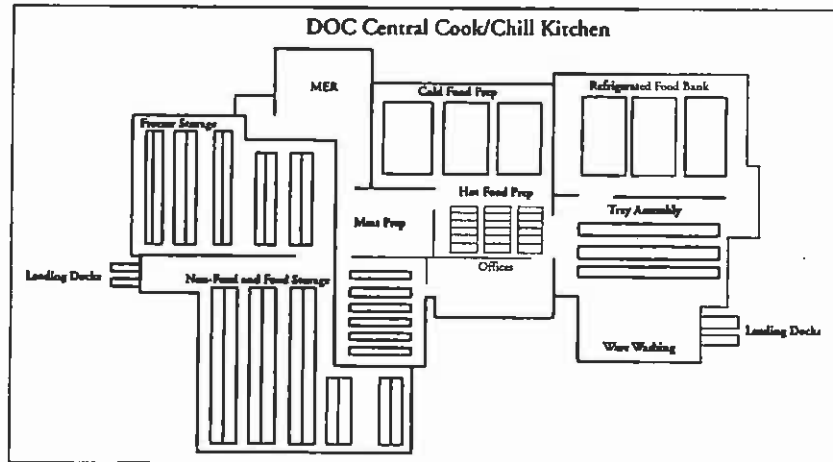 DOC Central Cook/Chill Kitchen
MER
Cold Food Prep
Refrigerated Food Bank
Freezer Storage
Hot Food Prep
Meat Prep
Tray Assembly
Loading Docks
Non-Food and Food Storage
Offices
Ware Washing
Loading Docks